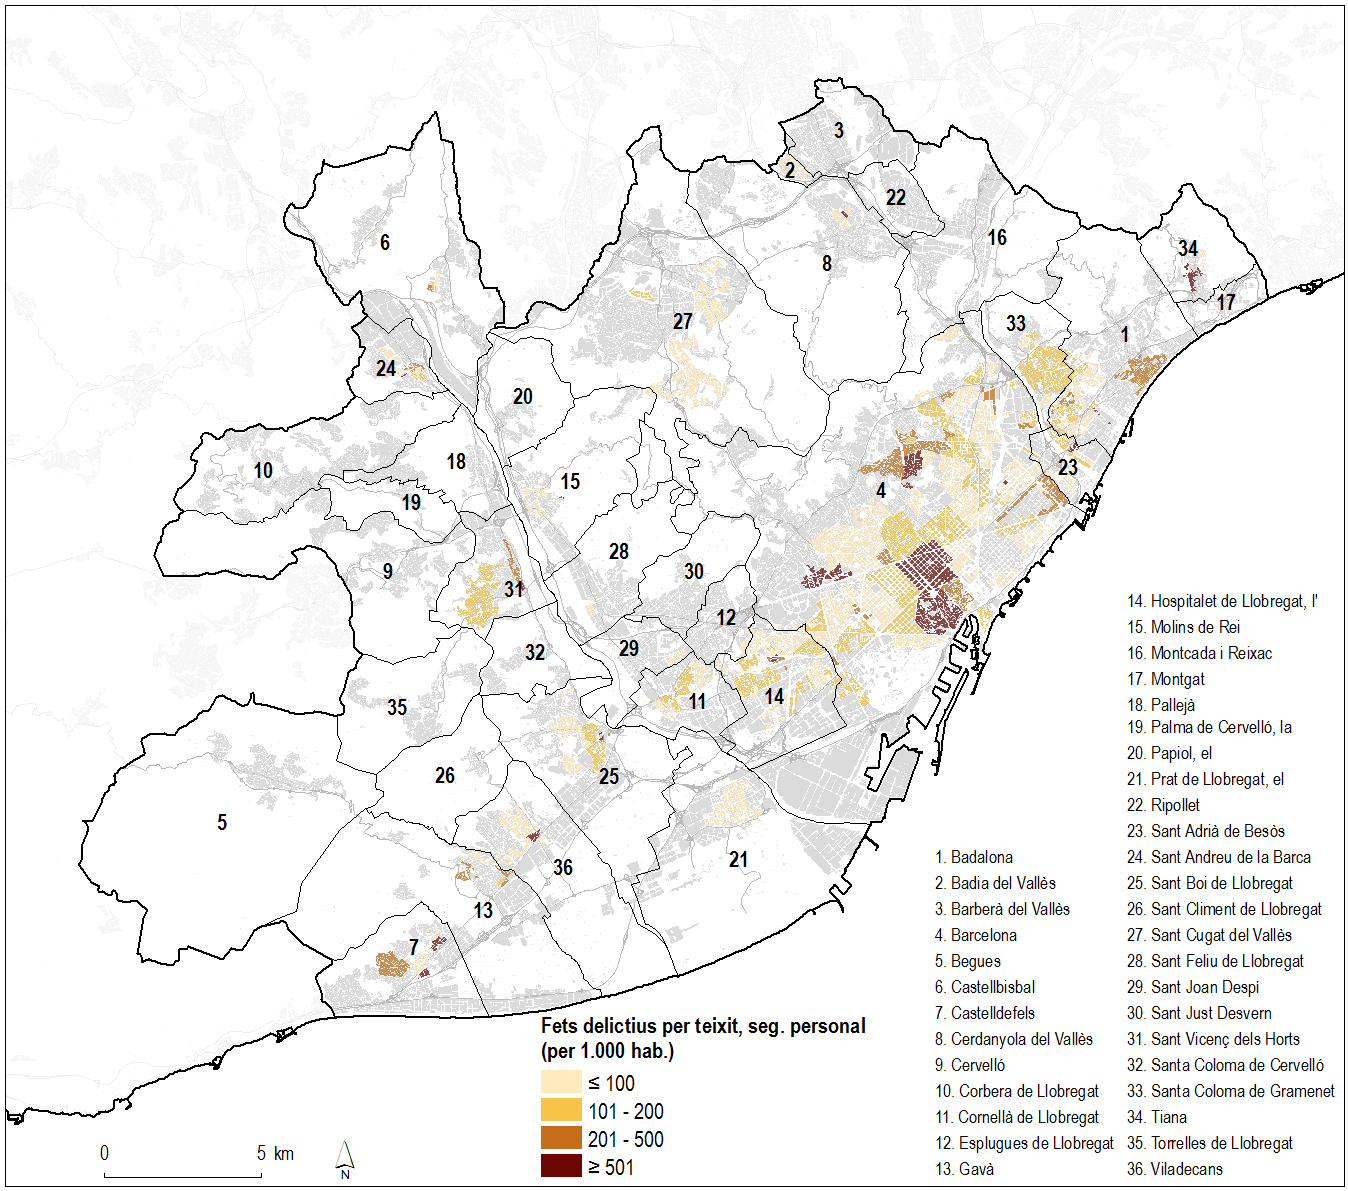 3
2
22
6
16
34
8
17
27
33
1
24
20
10
18
15
23
4
19
28
9
30
31
12
29
32
11
14
35
26
25
5
21
36
13
7
14. Hospitalet de Llobregat, l'
15. Molins de Rei
16. Montcada i Reixac
17. Montgat
18. Pallejà
19. Palma de Cervelló, la
20. Papiol, el
21. Prat de Llobregat, el
22. Ripollet
23. Sant Adrià de Besòs
1. Badalona
24. Sant Andreu de la Barca
2. Badia del Vallès
25. Sant Boi de Llobregat
3. Barberà del Vallès
26. Sant Climent de Llobregat
4. Barcelona
27. Sant Cugat del Vallès
5. Begues
28. Sant Feliu de Llobregat
6. Castellbisbal
29. Sant Joan Despi
7. Castelldefels
30. Sant Just Desvern
8. Cerdanyola del Vallès
31. Sant Vicenç dels Horts
9. Cervelló
32. Santa Coloma de Cervelló
10. Corbera de Llobregat
33. Santa Coloma de Gramenet
11. Cornellà de Llobregat
34. Tiana
12. Esplugues de Llobregat
35. Torrelles de Llobregat
13. Gavà
36. Viladecans
Fets delictius per teixit, seg. personal
(per 1.000 hab.)
≤ 100
101 - 200
201 - 500
≥ 501
0 5 km
N